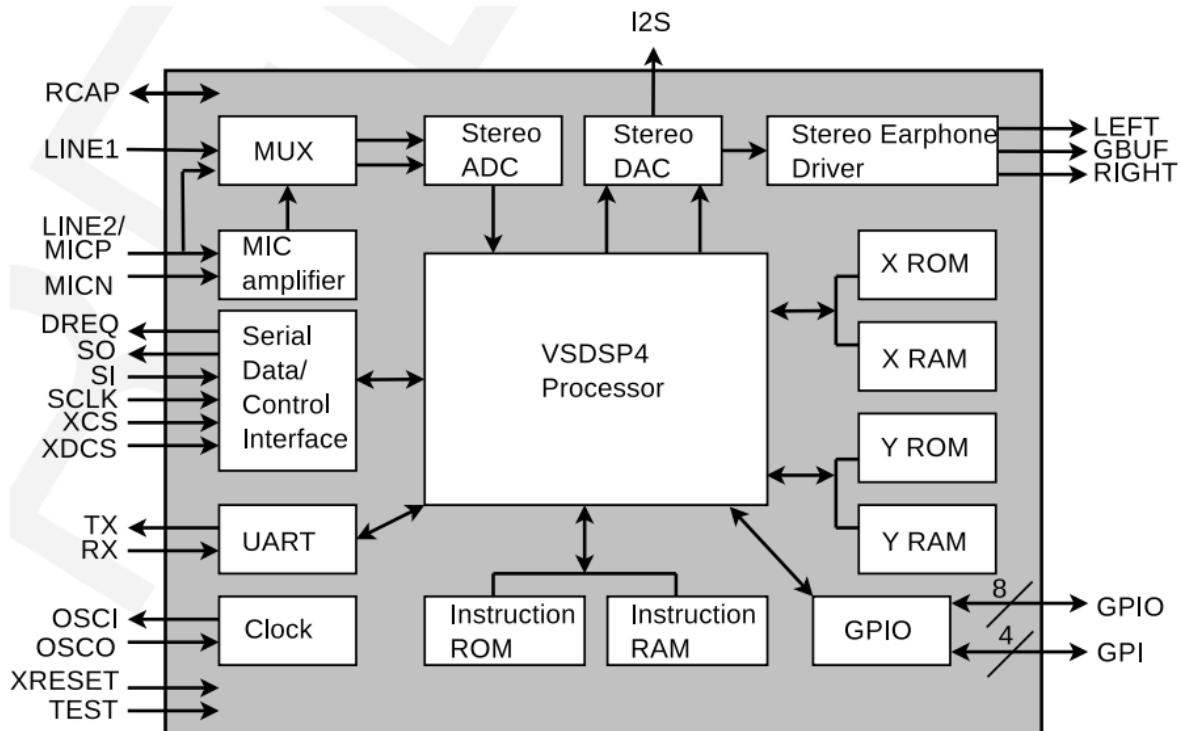 I2S
RCAP
LINE1
MUX
Stereo
ADC
Stereo
DAC
Stereo Earphone
Driver
LEFT
GBUF
RIGHT
LINE2/
MICP
MICN
MIC
amplifier
DREQ
SO
SI
SCLK
XCS
XDCS
Serial
Data/
Control
Interface
VSDSP4
Processor
X ROM
X RAM
Y ROM
Y RAM
TX
RX
UART
OSCI
OSCO
Clock
Instruction
ROM
Instruction
RAM
GPIO
8
GPIO
4
GPI
XRESET
TEST